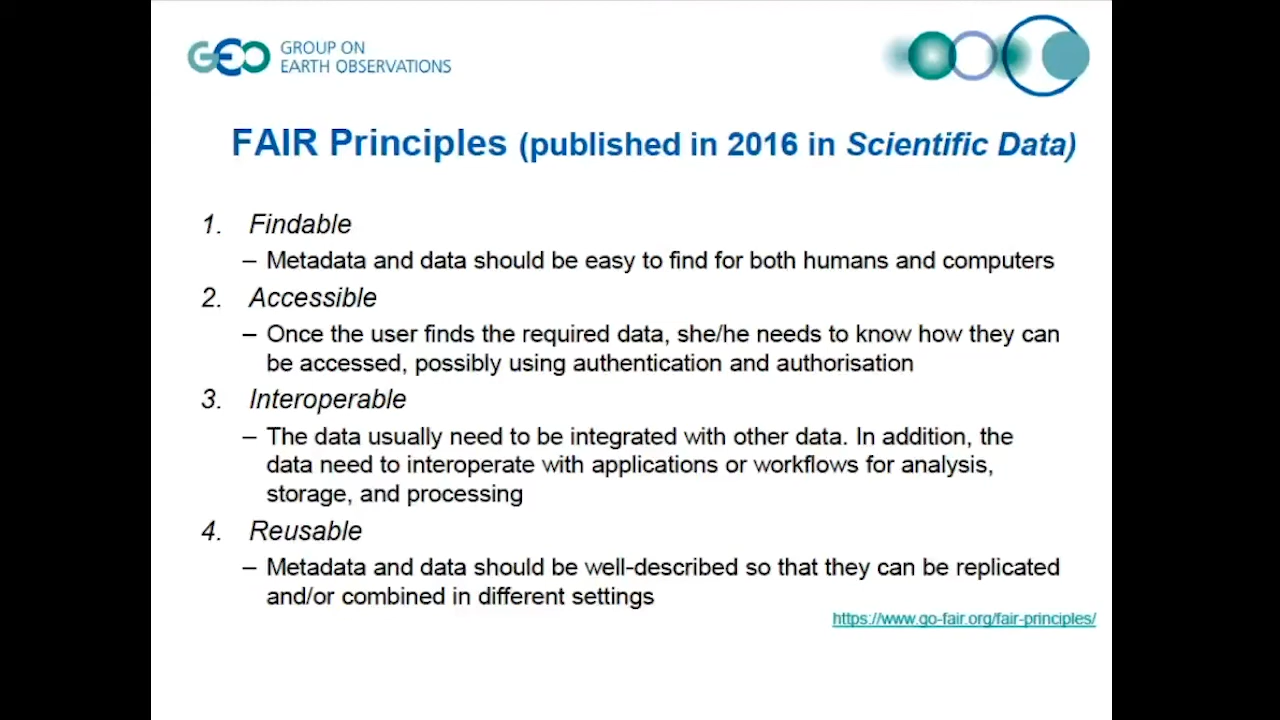 GEO GROUP ON
EARTH OBSERVATIONS
FAIR Principles (published in 2016 in Scientific Data)
1. Findable
– Metadata and data should be easy to find for both humans and computers
2. Accessible
– Once the user finds the required data, she/he needs to know how they can
be accessed, possibly using authentication and authorisation
3. Interoperable
– The data usually need to be integrated with other data. In addition, the
data need to interoperate with applications or workflows for analysis,
storage, and processing
4. Reusable
– Metadata and data should be well-described so that they can be replicated
and/or combined in different settings
https://www.go-fair.org/fair-principles/